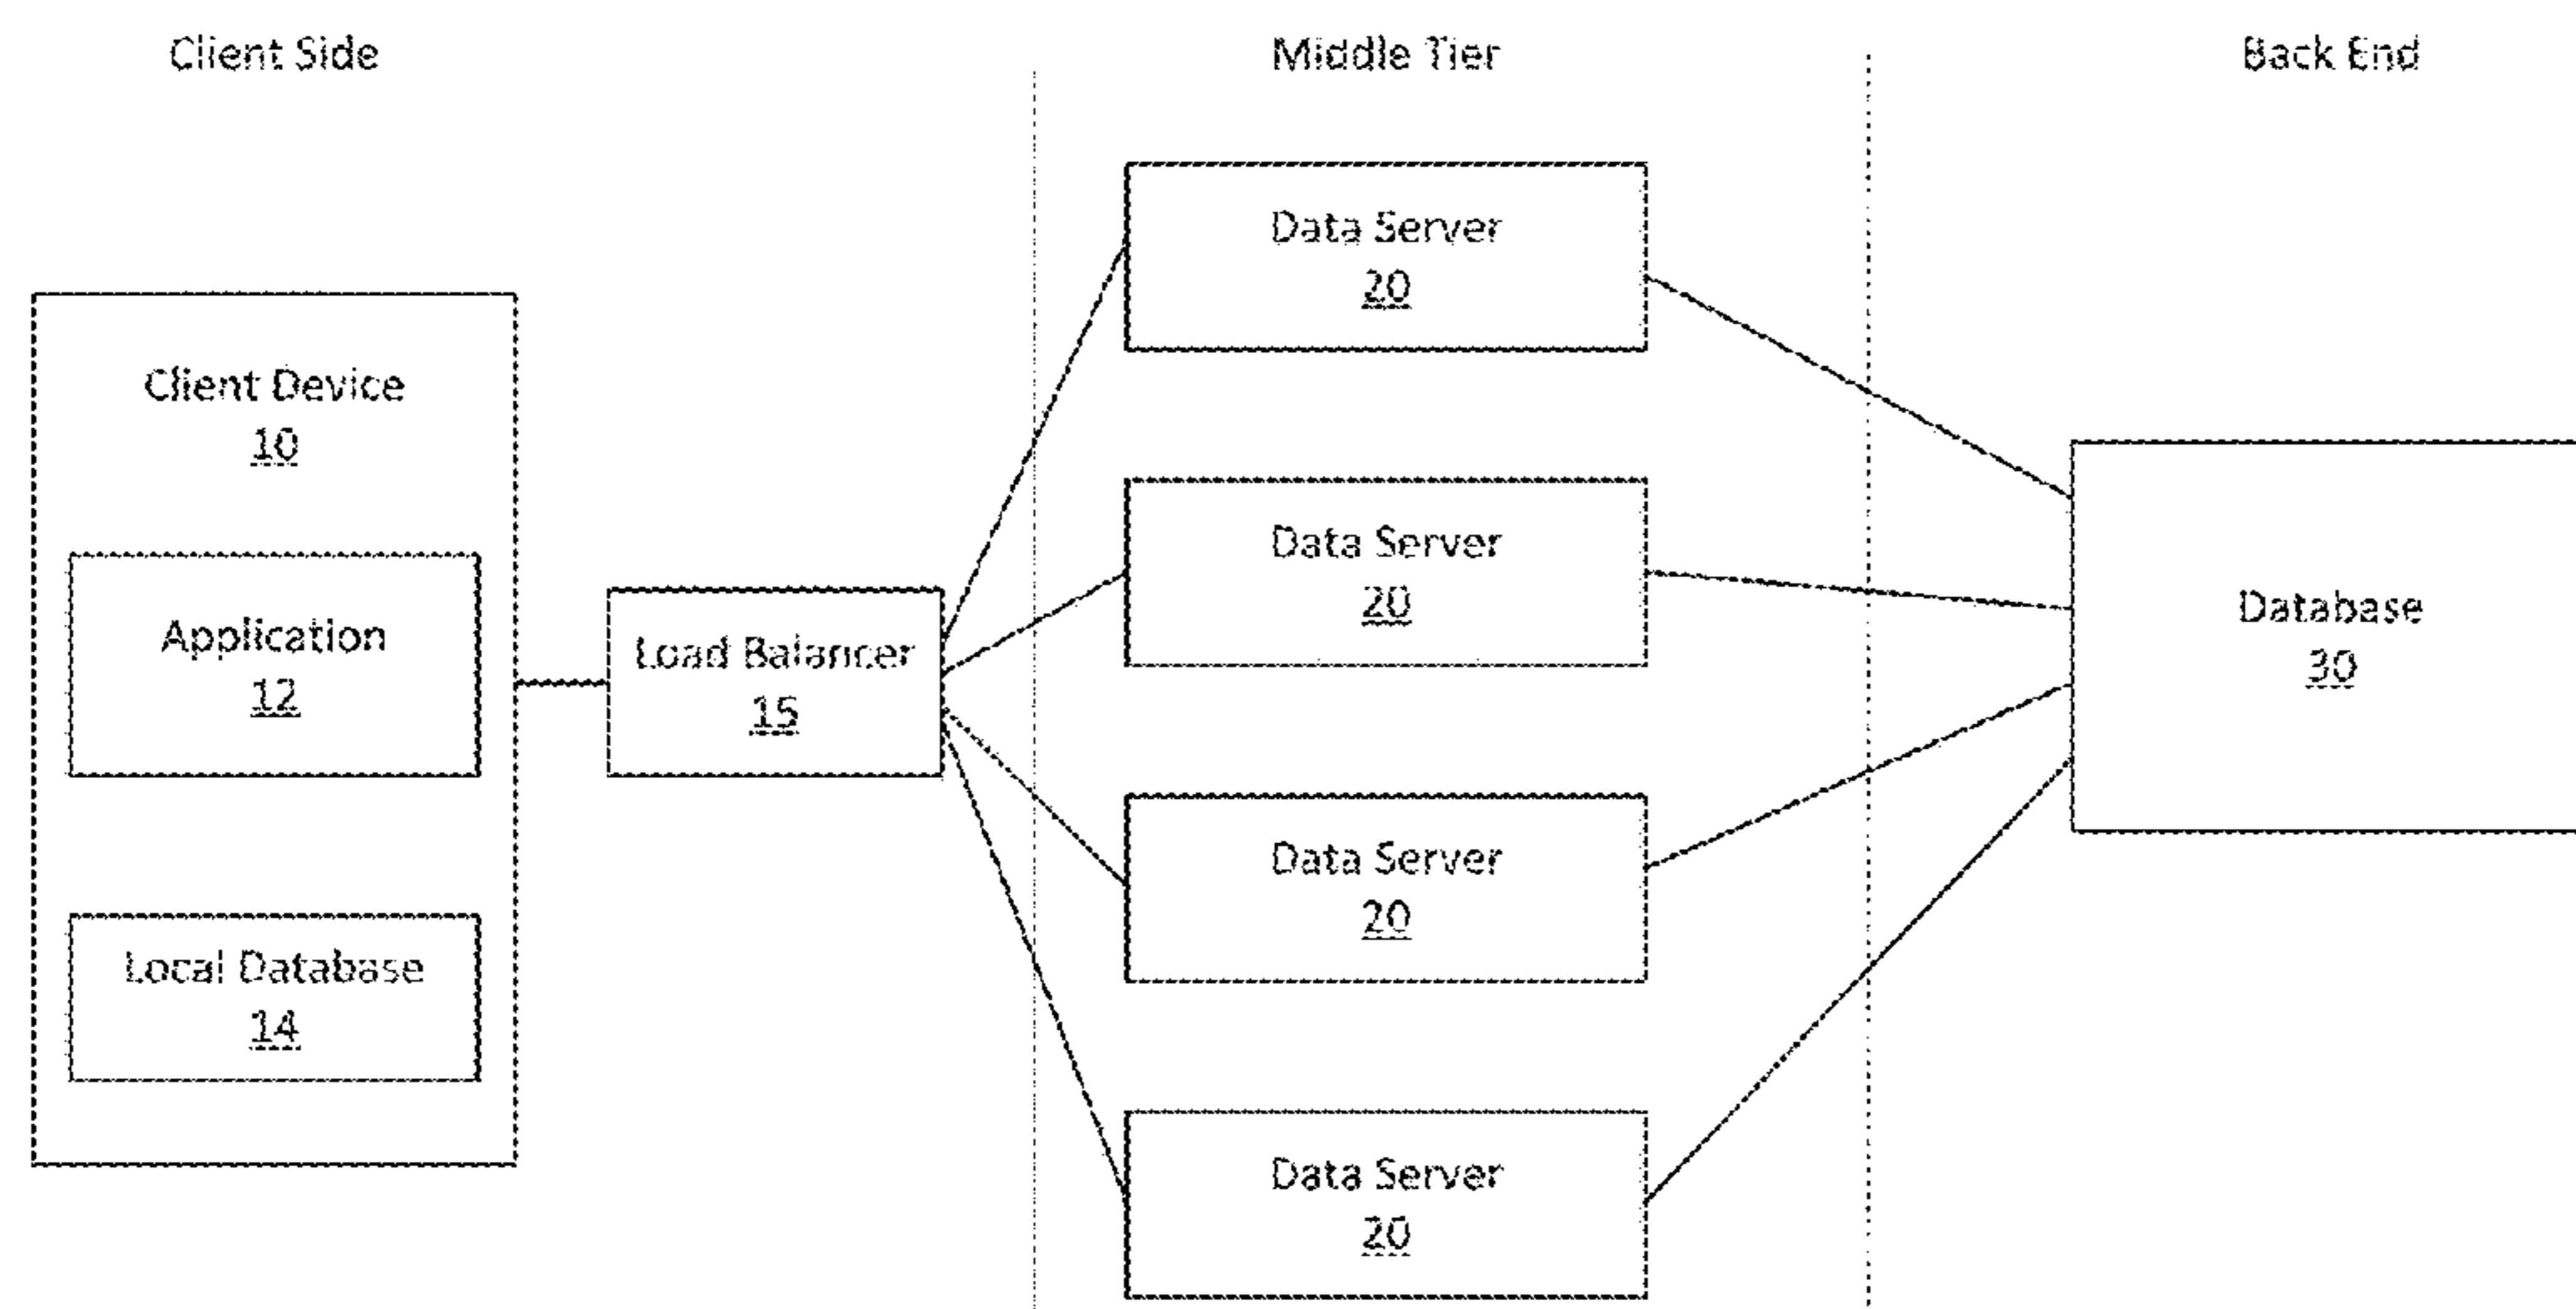 Client Side
Middle Tier
Back End
Client Device
10
Application
12
Local Database
14
Load Balancer
15
Data Server
20
Data Server
20
Data Server
20
Data Server
20
Database
30